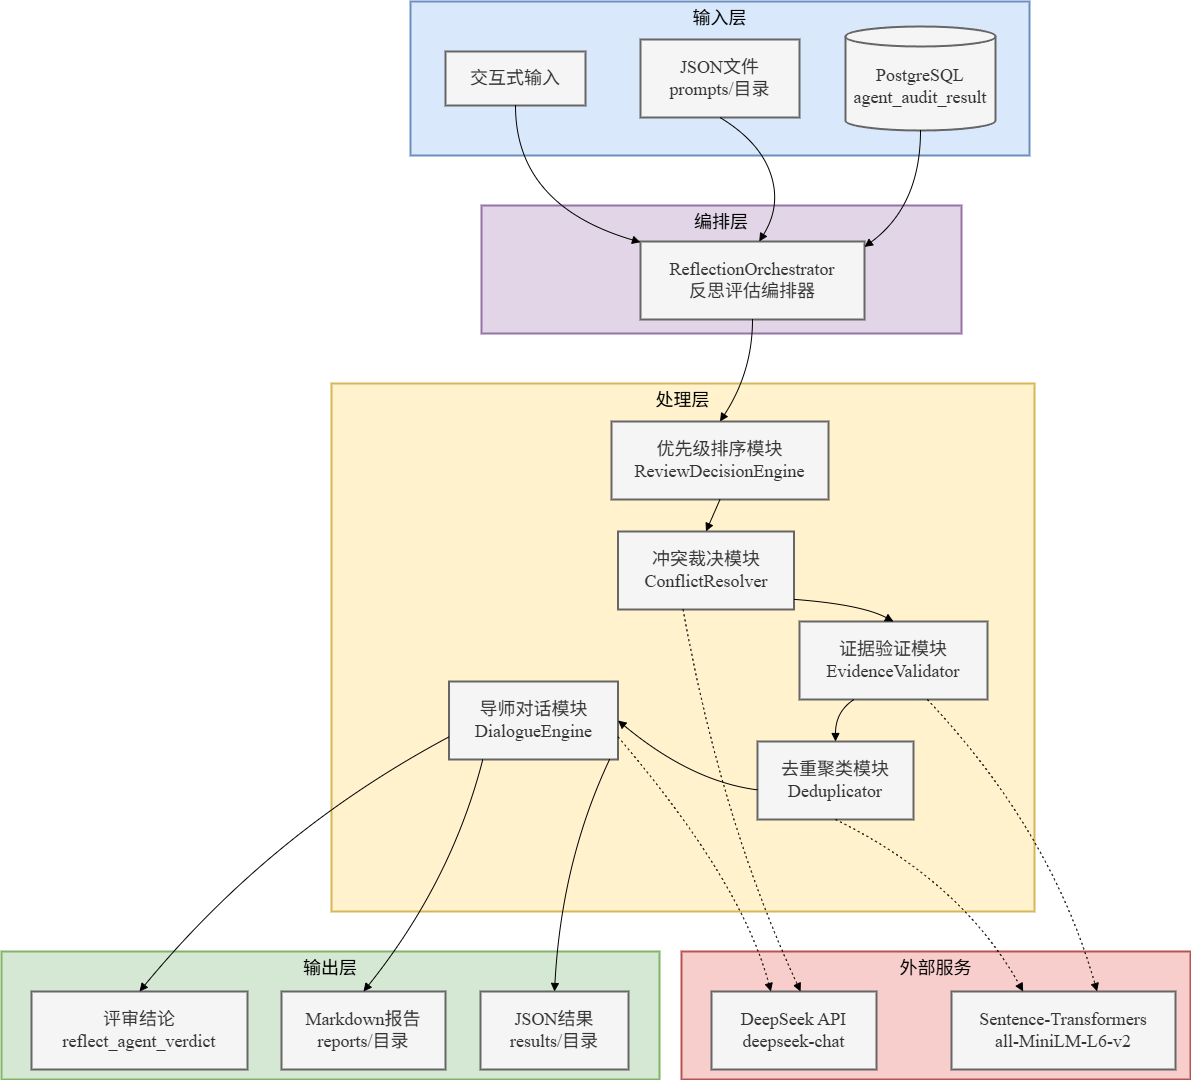 输入层
交互式输入
JSON文件
prompts/目录
PostgreSQL
agent_audit_result
编排层
ReflectionOrchestrator
反思评估编排器
处理层
优先级排序模块
ReviewDecisionEngine
冲突裁决模块
ConflictResolver
证据验证模块
EvidenceValidator
导师对话模块
DialogueEngine
去重聚类模块
Deduplicator
输出层
评审结论
reflect_agent_verdict
Markdown报告
reports/目录
JSON结果
results/目录
外部服务
DeepSeek API
deepseek-chat
Sentence-Transformers
all-MiniLM-L6-v2